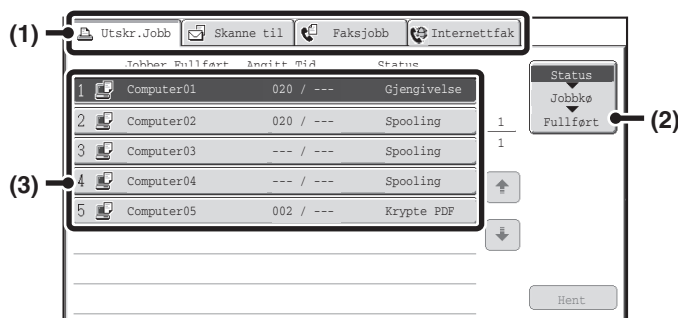 (1) Utskr.Jobb Skanne til Faksjobb Internettfak
Jobber Fullført Angitt Tid Status
1 Computer01 020 / --- Gjengivelse
2 Computer02 020 / --- Spooling
3 Computer03 --- / --- Spooling
4 Computer04 --- / --- Spooling
5 Computer05 002 / --- Krypte PDF
(3)
1
1
Status
Jobbkø
Fullført
(2)
Hent